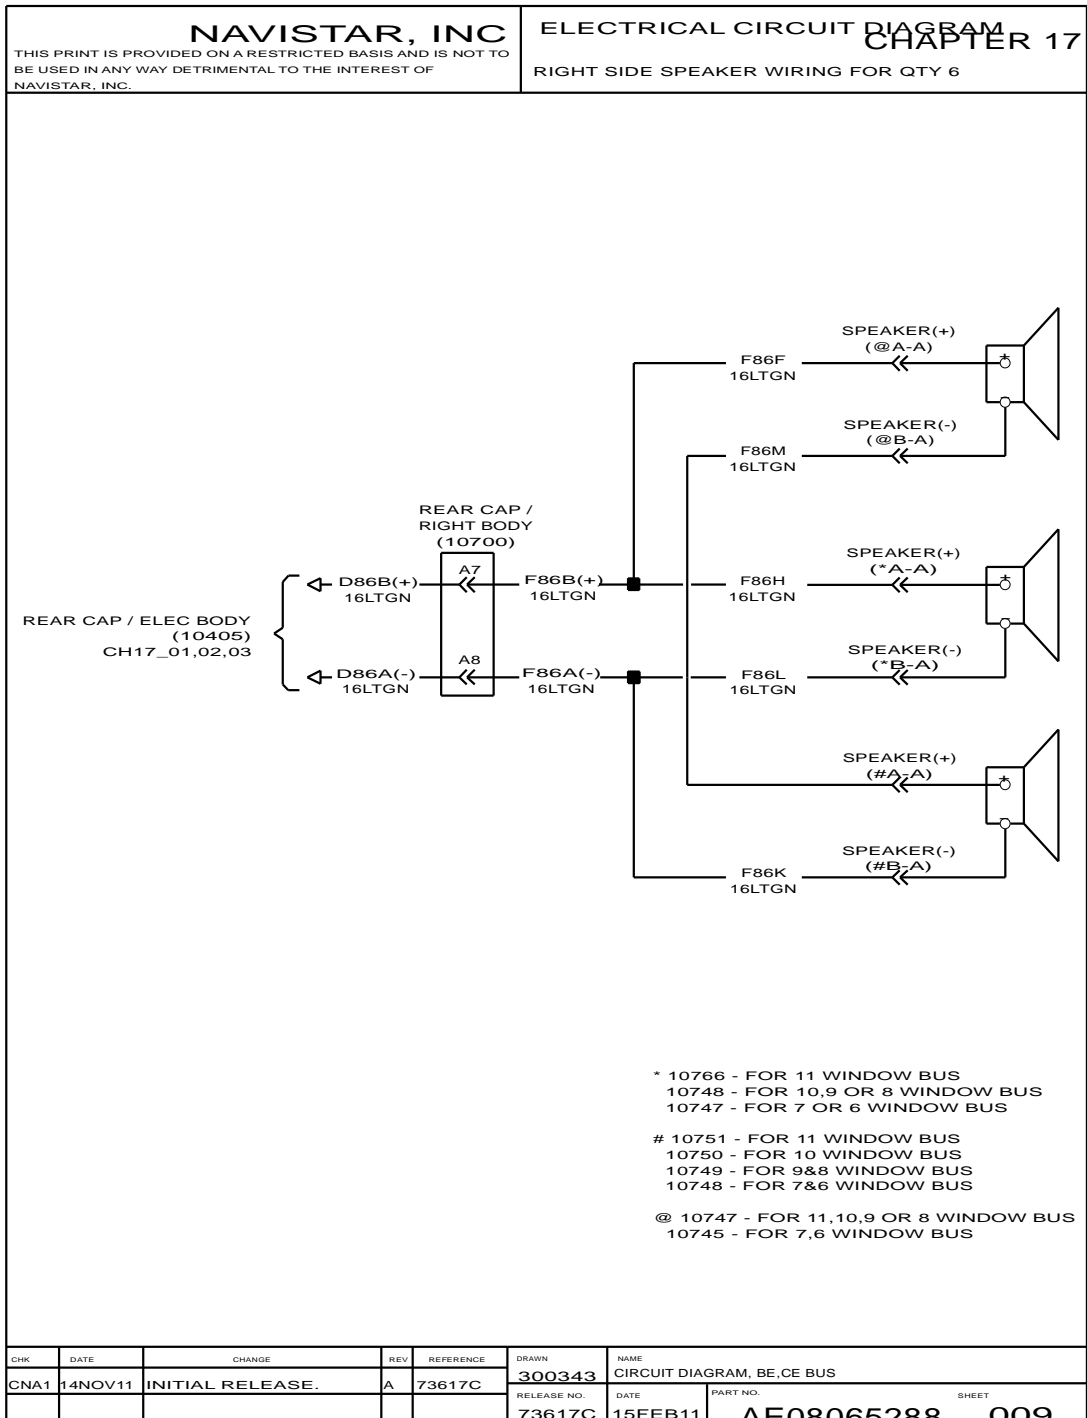 NAVISTAR, INC
THIS PRINT IS PROVIDED ON A RESTRICTED BASIS AND IS NOT TO
BE USED IN ANY WAY DETRIMENTAL TO THE INTEREST OF
NAVISTAR, INC.
ELECTRICAL CIRCUIT DIAGRAM
CHAPTER 17
RIGHT SIDE SPEAKER WIRING FOR QTY 6
SPEAKER(+)
(@A-A)
F86F
16LTGN
+
SPEAKER(-)
(@B-A)
F86M
16LTGN
REAR CAP /
RIGHT BODY
(10700)
SPEAKER(+)
(*A-A)
A7
D86B(+)
16LTGN
F86B(+)
16LTGN
F86H
16LTGN
+
REAR CAP / ELEC BODY
(10405)
CH17_01,02,03
SPEAKER(-)
(*B-A)
A8
D86A(-)
16LTGN
F86A(-)
16LTGN
F86L
16LTGN
SPEAKER(+)
(#A-A)
+
SPEAKER(-)
(#B-A)
F86K
16LTGN
* 10766 - FOR 11 WINDOW BUS
10748 - FOR 10,9 OR 8 WINDOW BUS
10747 - FOR 7 OR 6 WINDOW BUS
# 10751 - FOR 11 WINDOW BUS
10750 - FOR 10 WINDOW BUS
10749 - FOR 9&8 WINDOW BUS
10748 - FOR 7&6 WINDOW BUS
@ 10747 - FOR 11,10,9 OR 8 WINDOW BUS
10745 - FOR 7,6 WINDOW BUS
CHK DATE CHANGE REV REFERENCE
CNA1 14NOV11 INITIAL RELEASE. A 73617C
DRAWN
300343
NAME
CIRCUIT DIAGRAM, BE,CE BUS
RELEASE NO.
73617C
DATE
15FEB11
PART NO.
AE08065288
SHEET
009